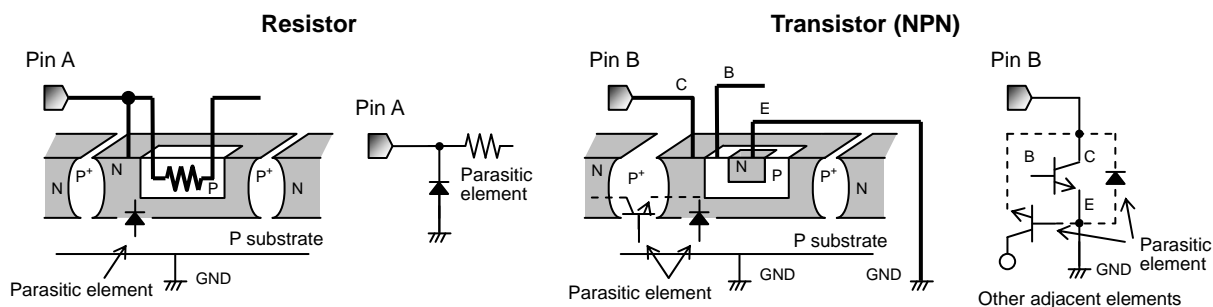 Resistor
Transistor (NPN)
Pin A
Pin A
N
P+
N
P
P+
N
Parasitic
element
P substrate
GND
Parasitic element
Pin B
C
B
E
N
P+
N
P
P+
N
P substrate
GND
GND
Parasitic element
Pin B
B
C
E
Parasitic
element
GND
Other adjacent elements